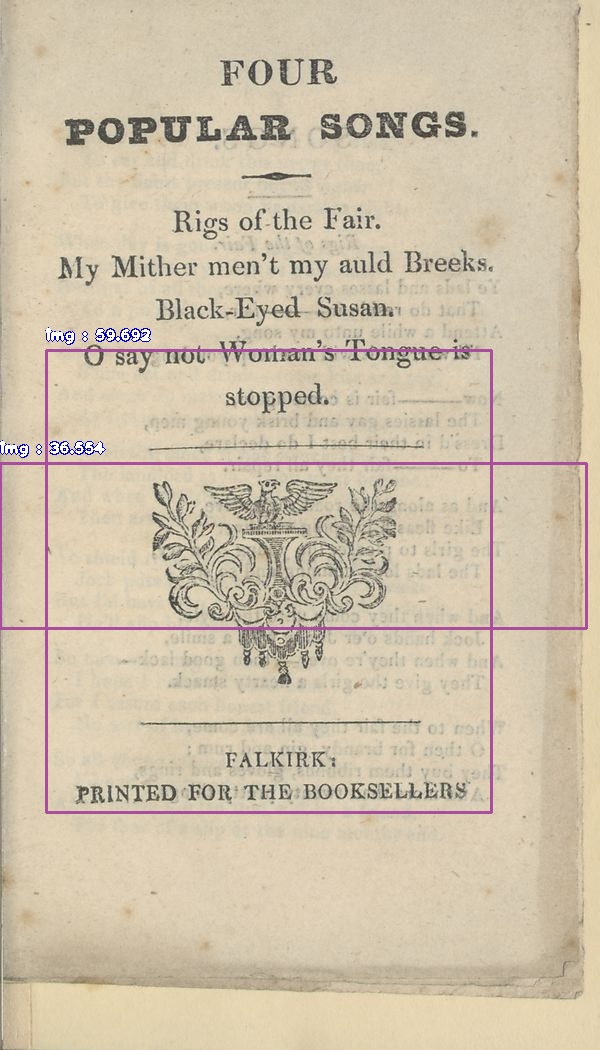 FOUR
POPULAR SONGS.
Rigs of the Fair.
My Mither men't my auld Breeks.
Black-Eyed Susan.
img : 59.692
O say not Woman's Tongue is
stopped.
img : 36.554
FALKIRK:
PRINTED FOR THE BOOKSELLERS